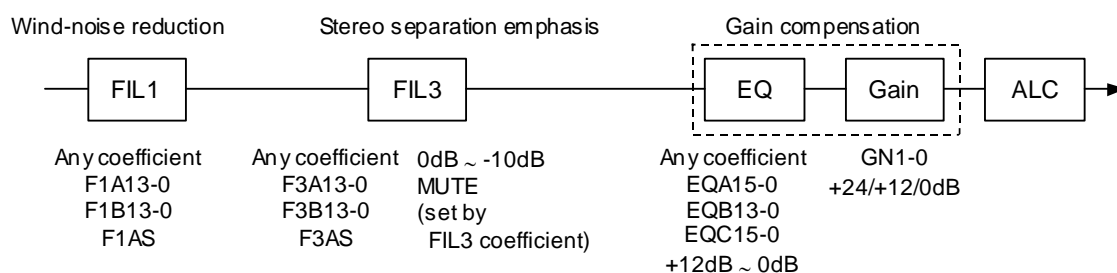 Wind-noise reduction
Stereo separation emphasis
Gain compensation
FIL1
FIL3
EQ
Gain
ALC
Any coefficient
F1A13-0
F1B13-0
F1AS
Any coefficient
F3A13-0
F3B13-0
F3AS
0dB ~ -10dB
MUTE
(set by
FIL3 coefficient)
Any coefficient
EQA15-0
EQB13-0
EQC15-0
+12dB ~ 0dB
GN1-0
+24/+12/0dB